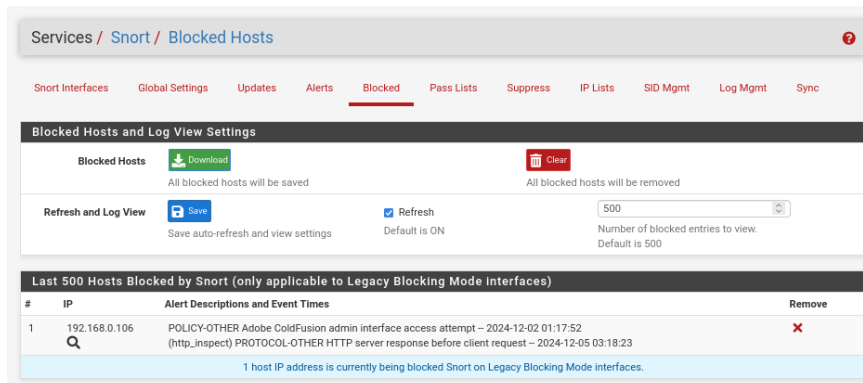 Services / Snort / Blocked Hosts
Snort Interfaces Global Settings Updates Alerts Blocked Pass Lists Suppress IP Lists SID Mgmt Log Mgmt Sync
Blocked Hosts and Log View Settings
Blocked Hosts Download Clear
All blocked hosts will be saved All blocked hosts will be removed
Refresh and Log View Save Refresh 500
Save auto-refresh and view settings Default is ON Number of blocked entries to view.
Default is 500
Last 500 Hosts Blocked by Snort (only applicable to Legacy Blocking Mode interfaces)
# IP Alert Descriptions and Event Times Remove
1 192.168.0.106 POLICY-OTHER Adobe ColdFusion admin interface access attempt -- 2024-12-02 01:17:52
(http_inspect) PROTOCOL-OTHER HTTP server response before client request -- 2024-12-05 03:18:23
1 host IP address is currently being blocked Snort on Legacy Blocking Mode interfaces.